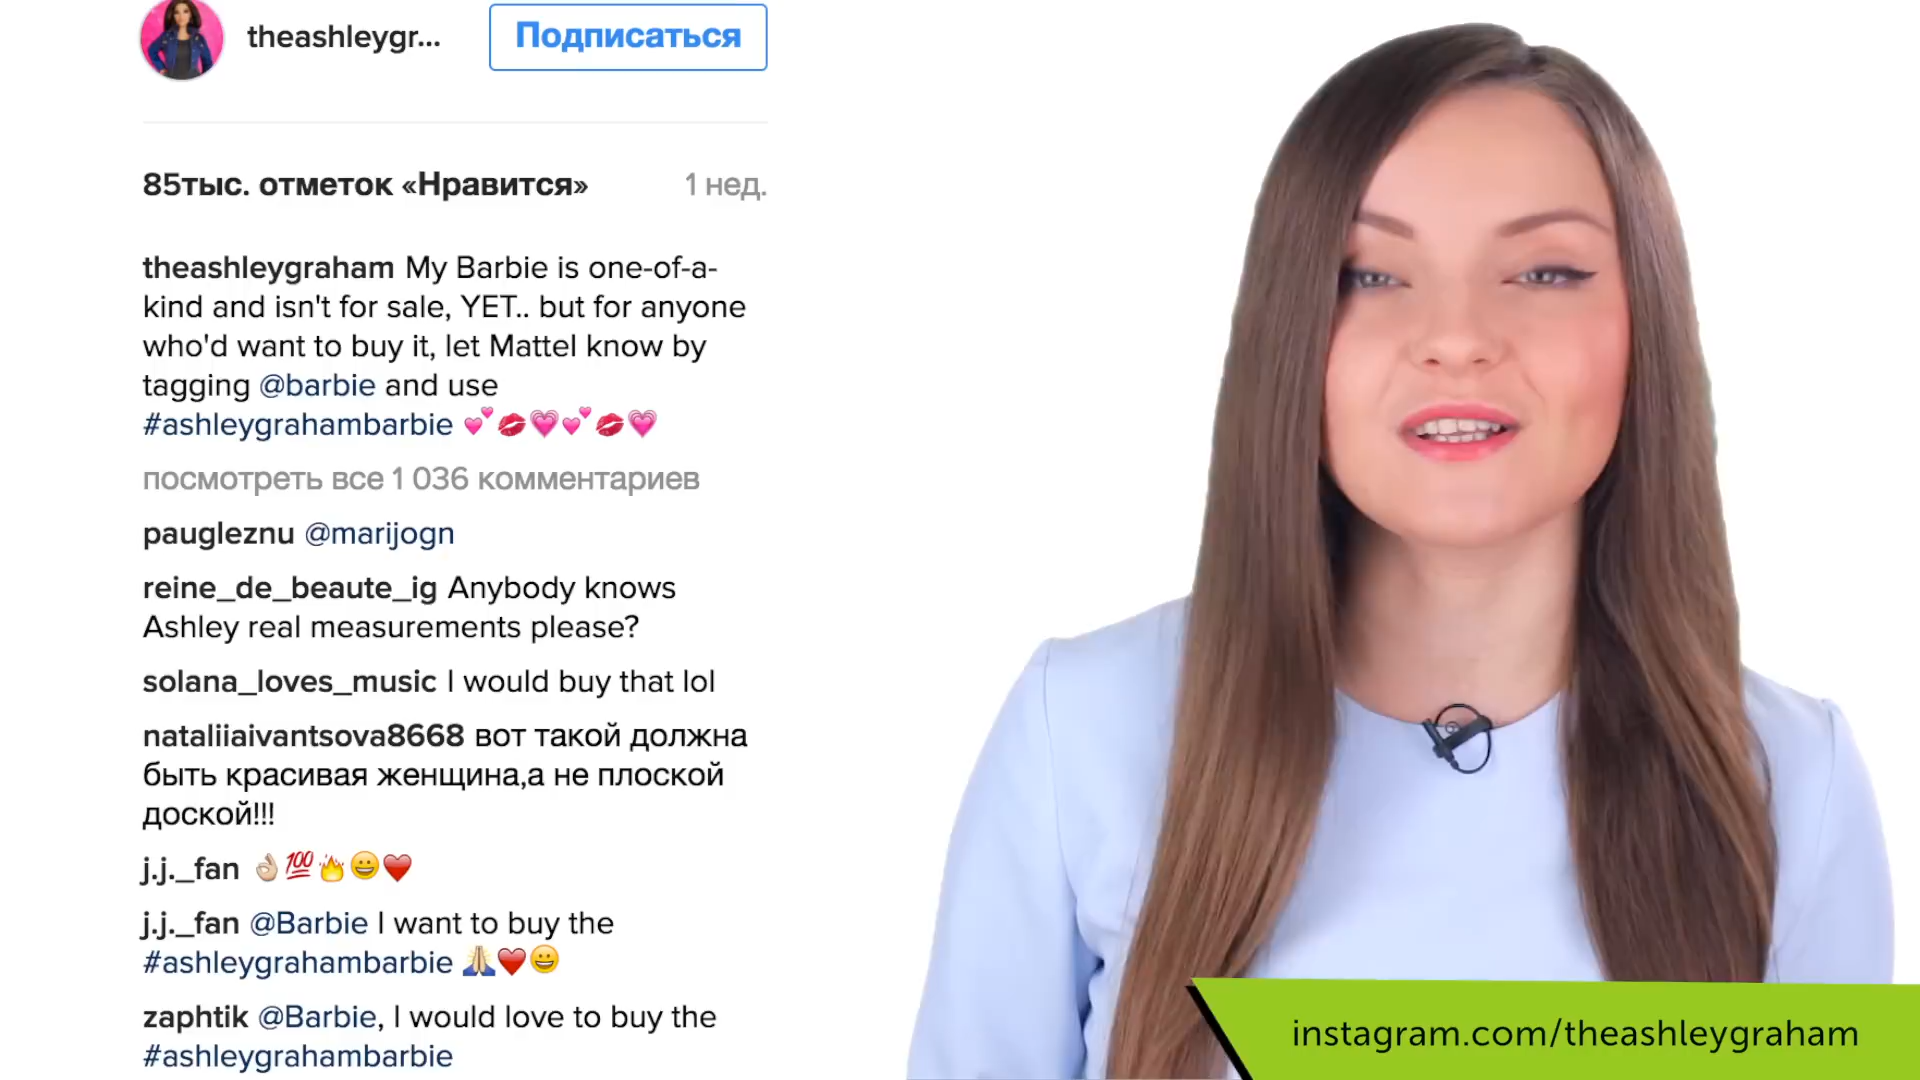 theashleygr...
Подписаться
85тыс. отметок «Нравится»
1 нед.
theashleygraham My Barbie is one-of-a-
kind and isn't for sale, YET.. but for anyone
who'd want to buy it, let Mattel know by
tagging @barbie and use
#ashleygrahambarbie 💕💋💗💕💋💗
посмотреть все 1 036 комментариев
paugleznu @marijogn
reine_de_beaute_ig Anybody knows
Ashley real measurements please?
solana_loves_music I would buy that lol
nataliiaivantsova8668 вот такой должна
быть красивая женщина,а не плоской
доской!!!
j.j._fan 👌🏼💯🔥😀❤️
j.j._fan @Barbie I want to buy the
#ashleygrahambarbie 🙏🏼❤️😀
zaphtik @Barbie, I would love to buy the
#ashleygrahambarbie
instagram.com/theashleygraham